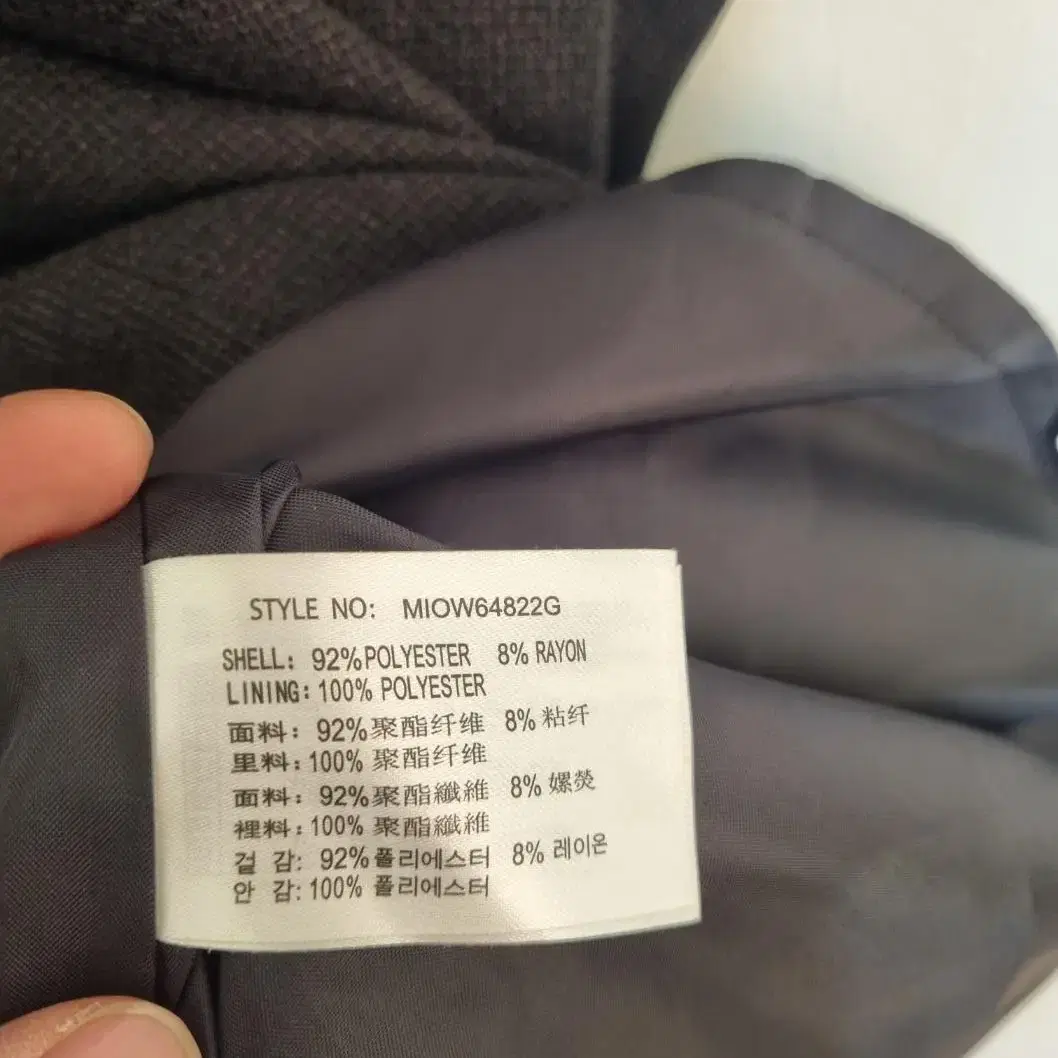 STYLE NO: MIOW64822G
SHELL: 92%POLYESTER 8% RAYON
LINING: 100% POLYESTER
面料: 92%聚酯纤维 8% 粘纤
里料: 100% 聚酯纤维
面料: 92%聚酯纖維 8% 嫘熒
裡料: 100% 聚酯纖維
겉 감: 92%폴리에스터 8% 레이온
안 감: 100% 폴리에스터